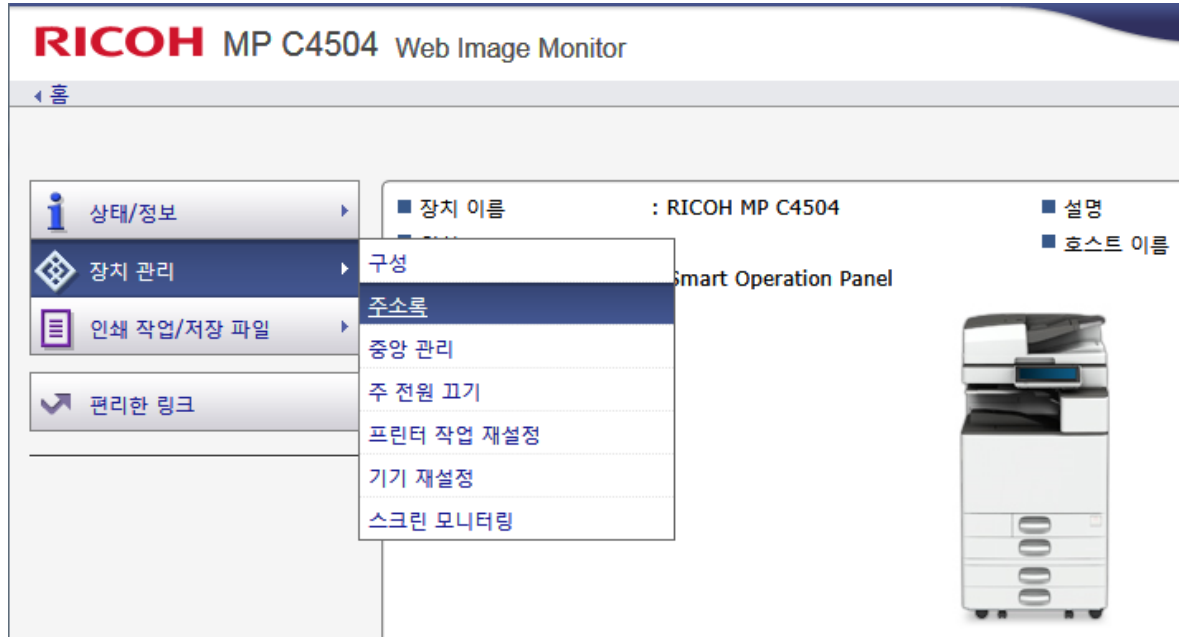 RICOH MP C4504 Web Image Monitor
홈
상태/정보
장치 관리
인쇄 작업/저장 파일
편리한 링크
구성
주소록
중앙 관리
주 전원 끄기
프린터 작업 재설정
기기 재설정
스크린 모니터링
장치 이름 : RICOH MP C4504
Smart Operation Panel
설명
호스트 이름